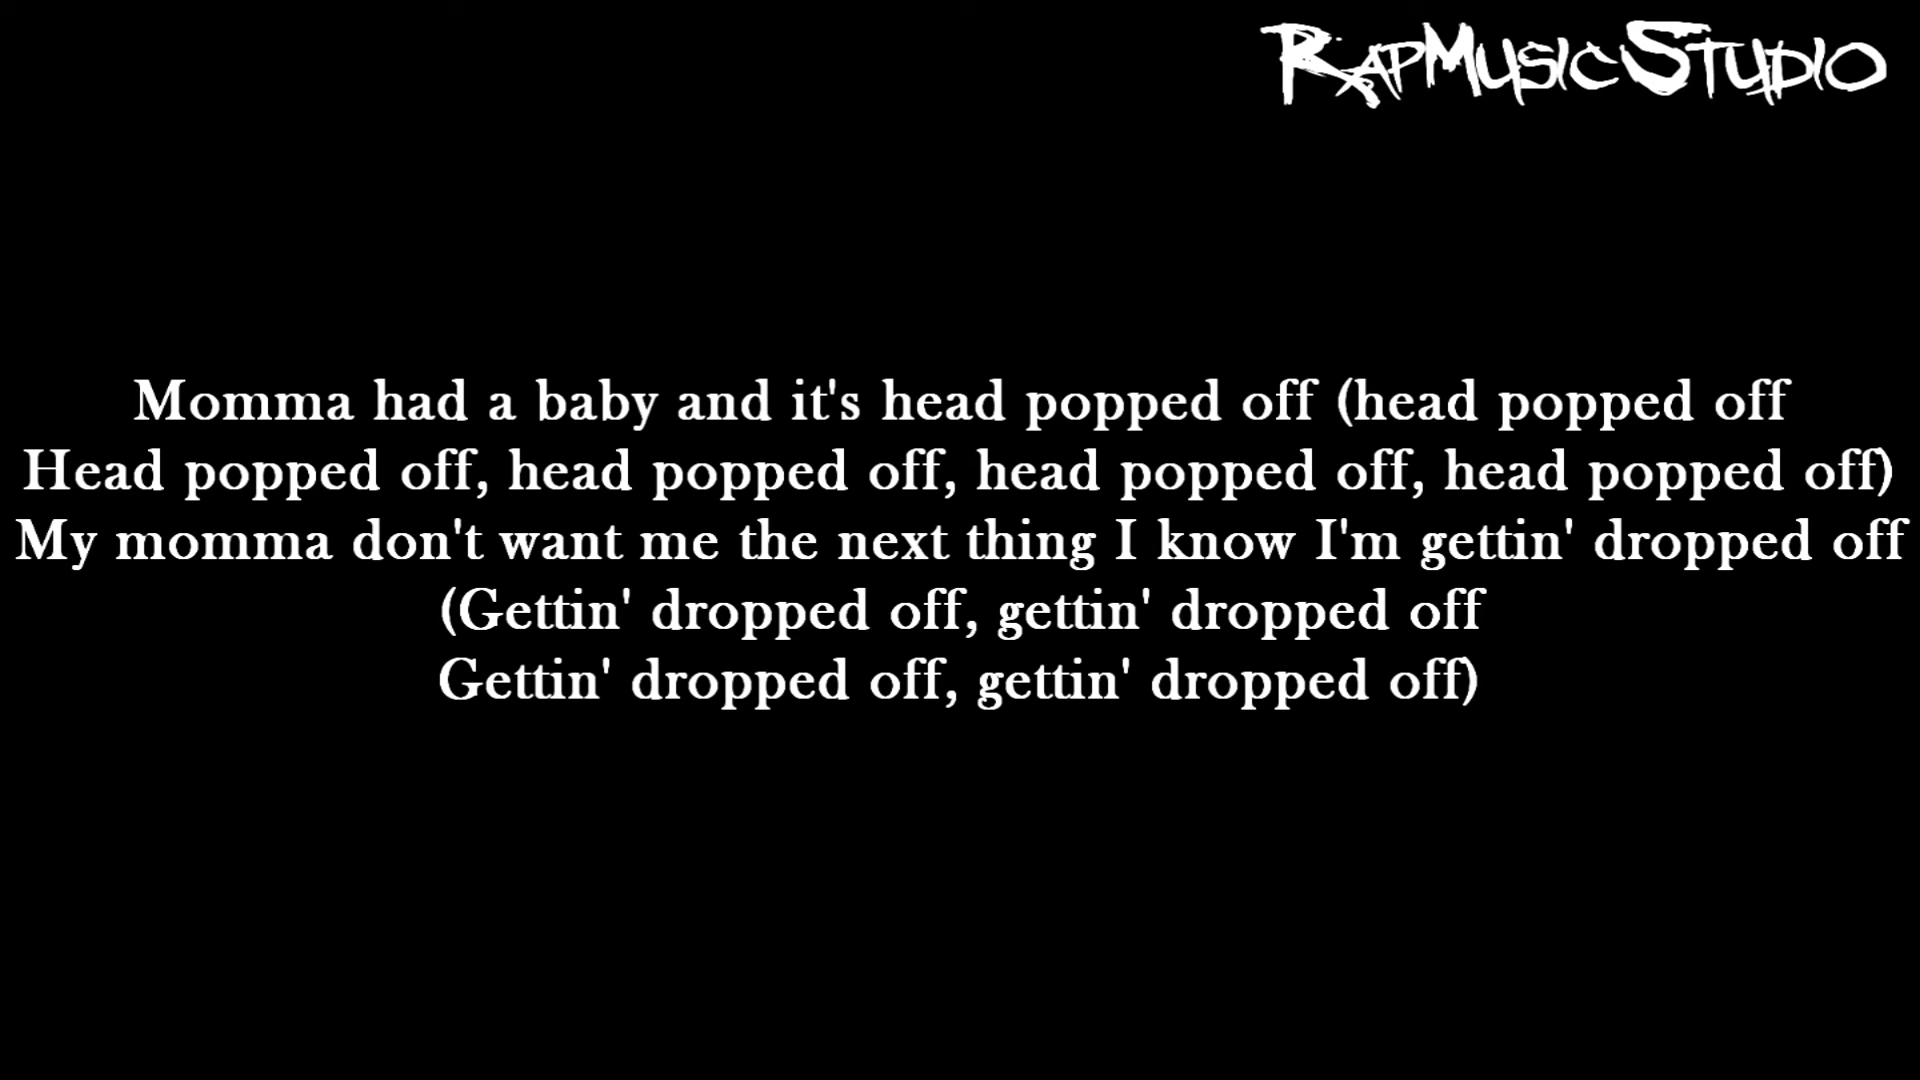 RapMusicStudio
Momma had a baby and it's head popped off (head popped off
Head popped off, head popped off, head popped off, head popped off)
My momma don't want me the next thing I know I'm gettin' dropped off
(Gettin' dropped off, gettin' dropped off
Gettin' dropped off, gettin' dropped off)